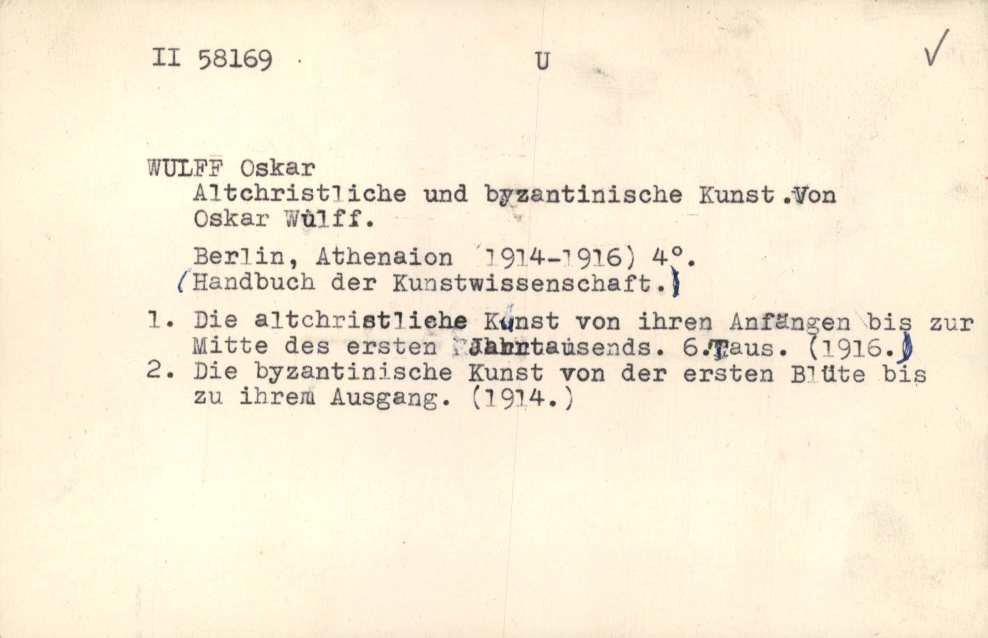 II 58169 U ✓
WULFF Oskar
Altchristliche und byzantinische Kunst.Von
Oskar Wulff.
Berlin, Athenaion 1914-1916) 4°.
(Handbuch der Kunstwissenschaft.)
1. Die altchristliche Kunst von ihren Anfängen bis zur
Mitte des ersten Jahrtausends. 6.Taus. (1916.)
2. Die byzantinische Kunst von der ersten Blüte bis
zu ihrem Ausgang. (1914.)